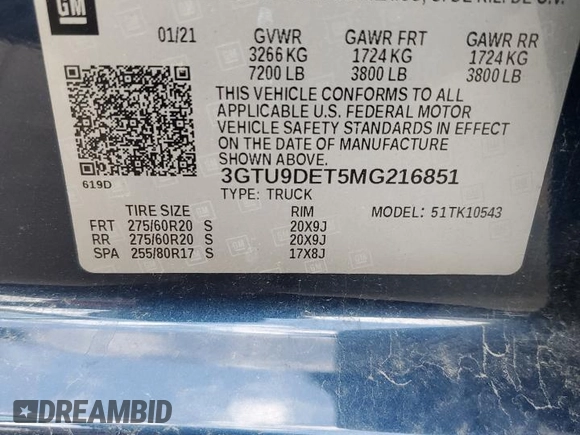 GM
01/21 GVWR GAWR FRT GAWR RR
3266 KG 1724 KG 1724 KG
7200 LB 3800 LB 3800 LB
THIS VEHICLE CONFORMS TO ALL
APPLICABLE U.S. FEDERAL MOTOR
VEHICLE SAFETY STANDARDS IN EFFECT
ON THE DATE OF MANUFACTURE
SHOWN ABOVE.
619D
3GTU9DET5MG216851
TYPE: TRUCK
TIRE SIZE RIM MODEL: 51TK10543
FRT 275/60R20 S 20X9J
RR 275/60R20 S 20X9J
SPA 255/80R17 S 17X8J
DREAMBID